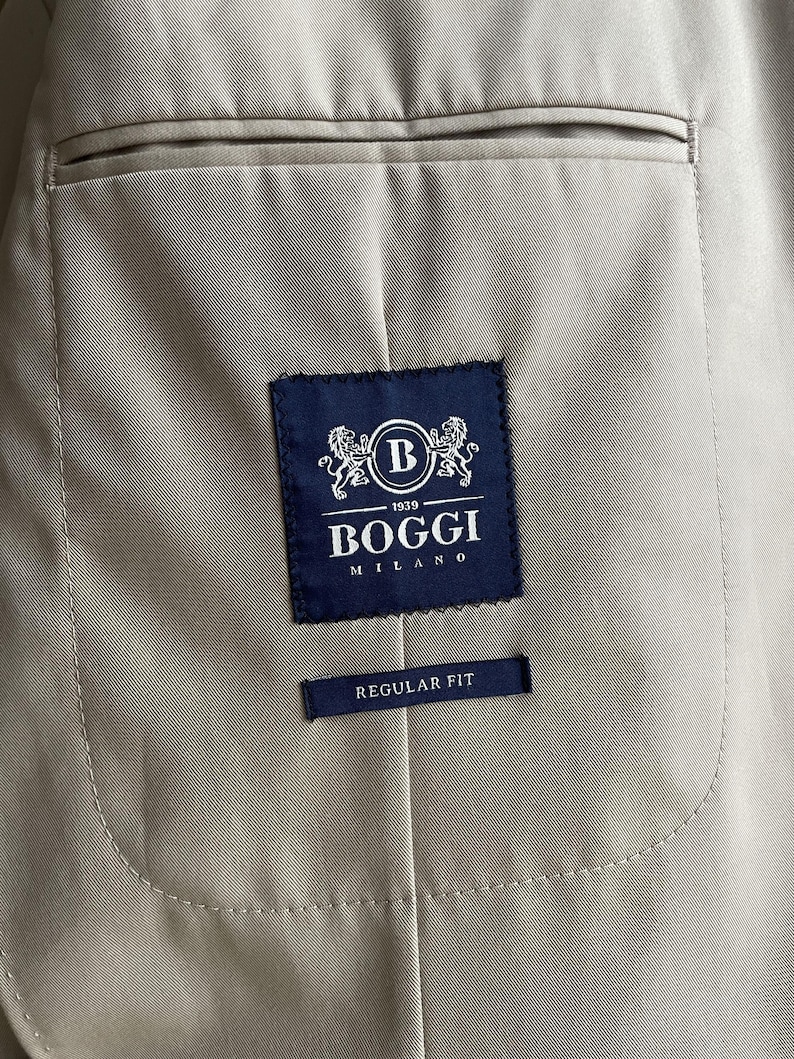 B
1939
BOGGI
MILANO
REGULAR FIT